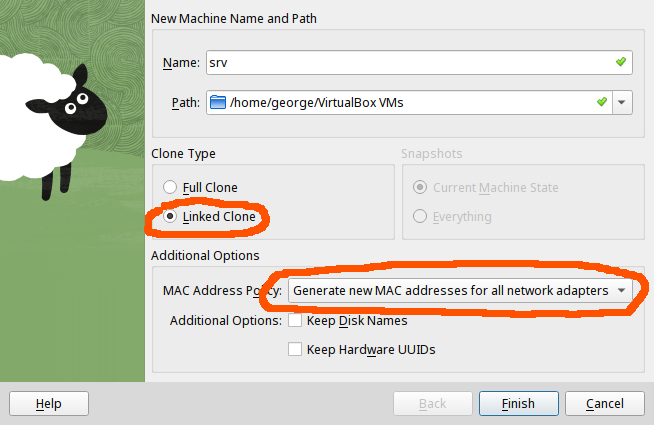 New Machine Name and Path
Name: srv
Path: /home/george/VirtualBox VMs
Clone Type
Snapshots
Full Clone
Current Machine State
Linked Clone
Everything
Additional Options
MAC Address Policy: Generate new MAC addresses for all network adapters
Additional Options: Keep Disk Names
Keep Hardware UUIDs
Help
Back
Finish
Cancel